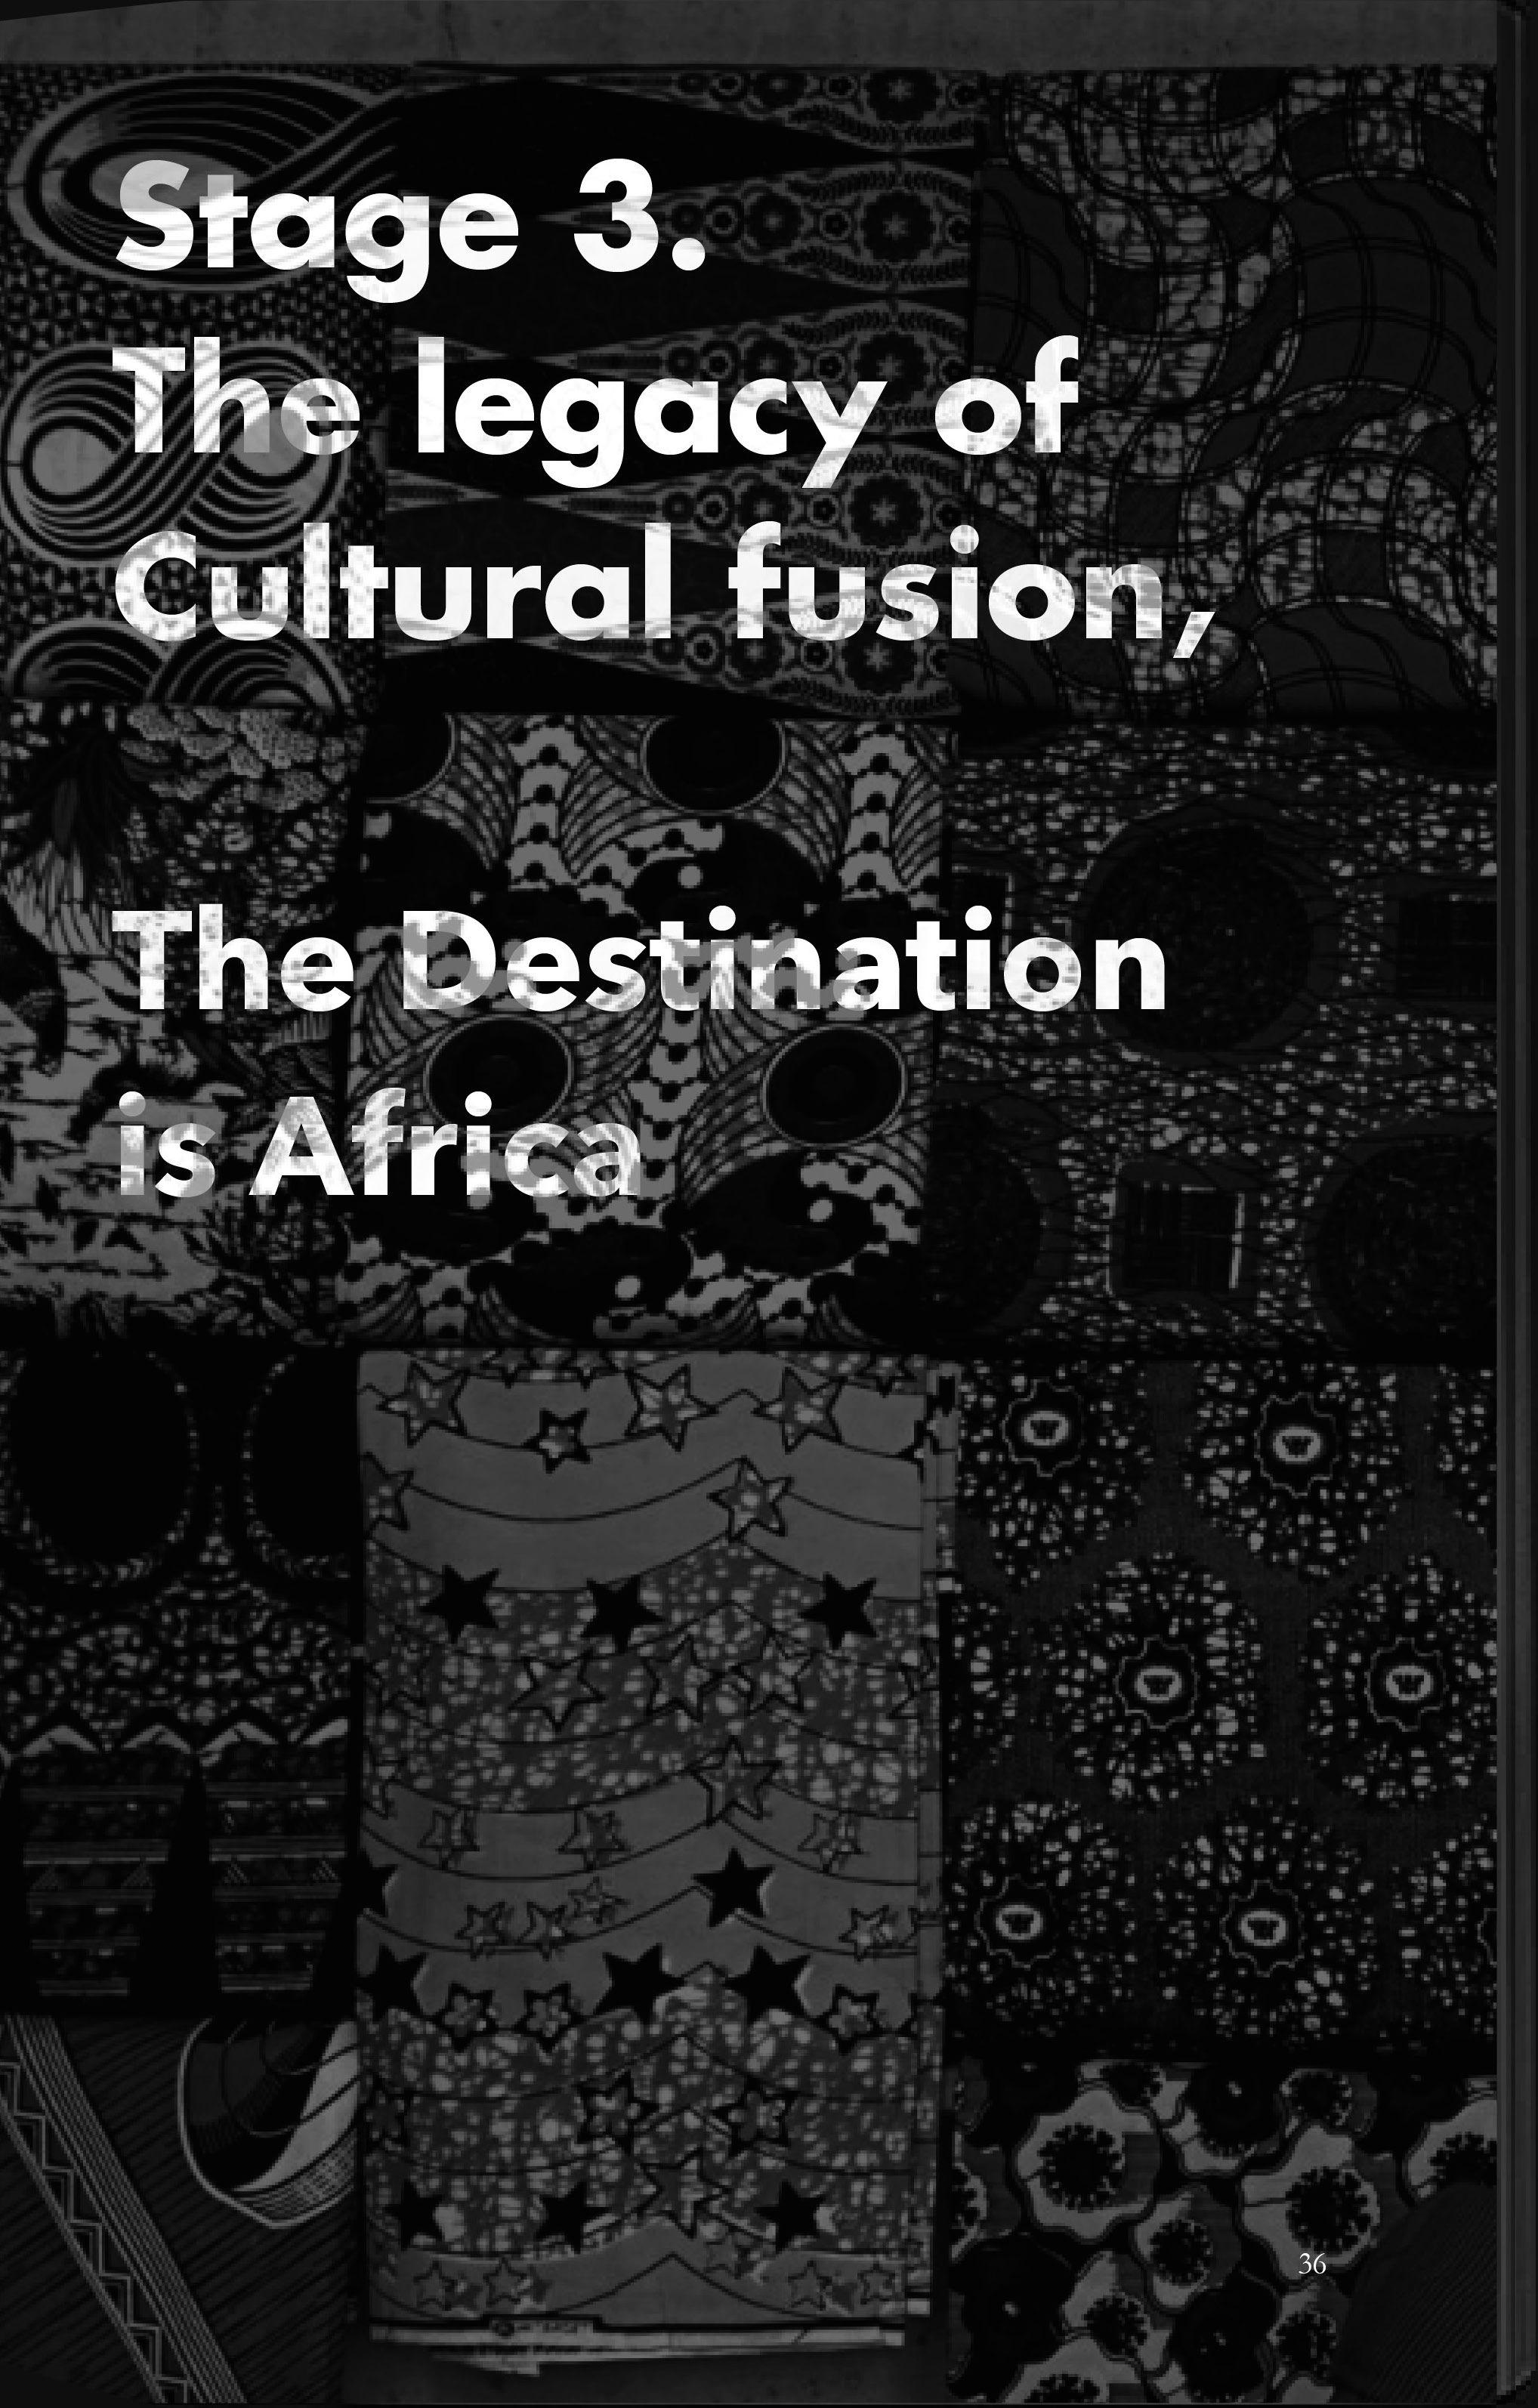 Stage 3.
The legacy of
Cultural fusion,
The Destination
is Africa
36